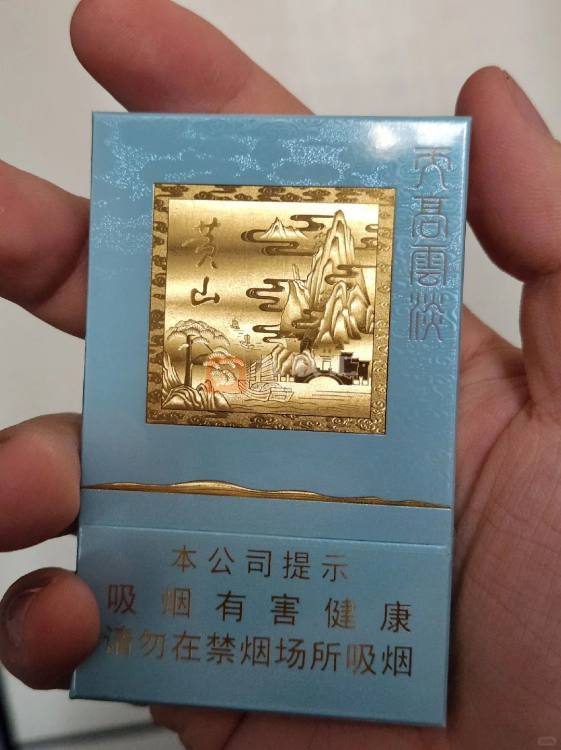 天高雲淡
黄山
本公司提示
吸烟有害健康
请勿在禁烟场所吸烟